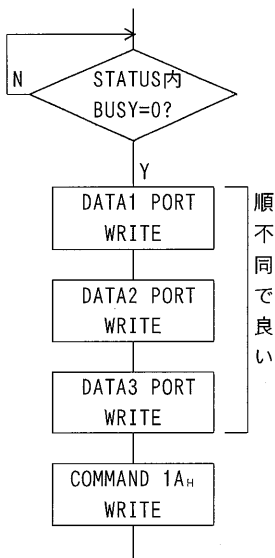 STATUS内
BUSY=0?
N
Y
DATA1 PORT
WRITE
DATA2 PORT
WRITE
DATA3 PORT
WRITE
順不同で良い
COMMAND 1AH
WRITE